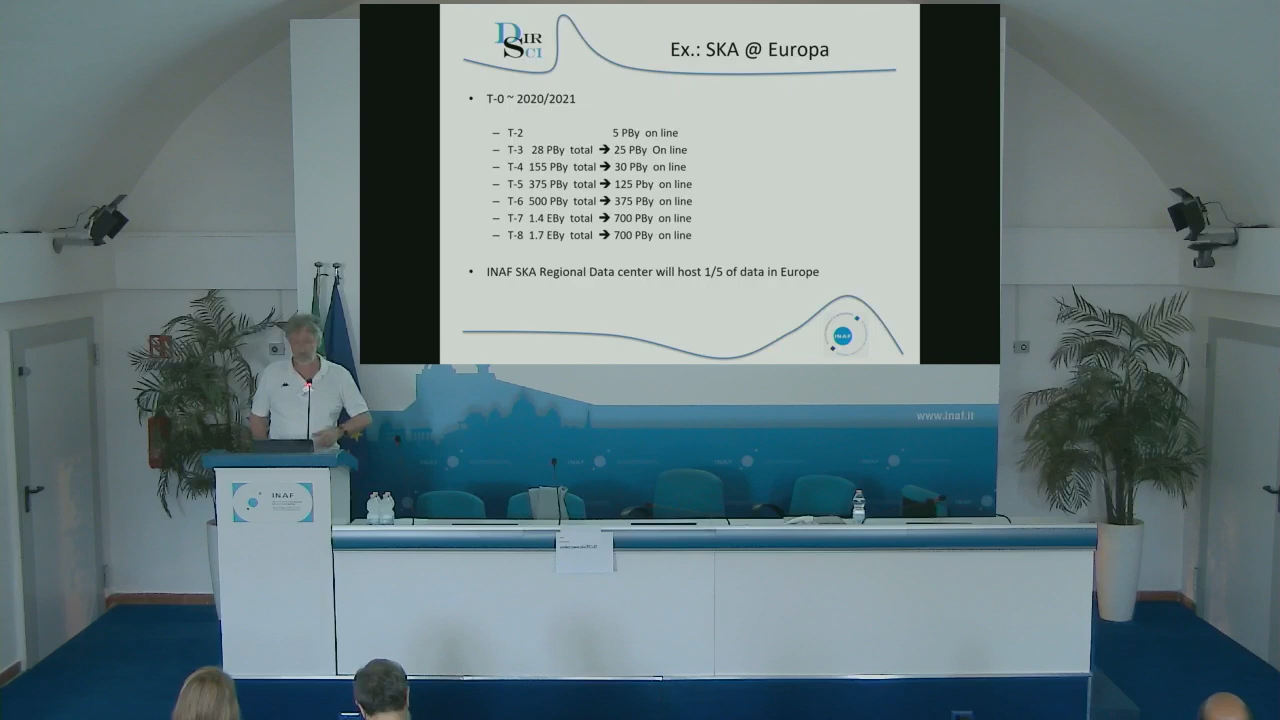 DIR
SCI
Ex.: SKA @ Europa
• T-0 ~ 2020/2021
– T-2 5 PBy on line
– T-3 28 PBy total ➔ 25 PBy On line
– T-4 155 PBy total ➔ 30 PBy on line
– T-5 375 PBy total ➔ 125 Pby on line
– T-6 500 PBy total ➔ 375 PBy on line
– T-7 1.4 EBy total ➔ 700 PBy on line
– T-8 1.7 EBy total ➔ 700 PBy on line
• INAF SKA Regional Data center will host 1/5 of data in Europe
INAF
www.inaf.it
INAF
INAF
INAF
INAF
INAF